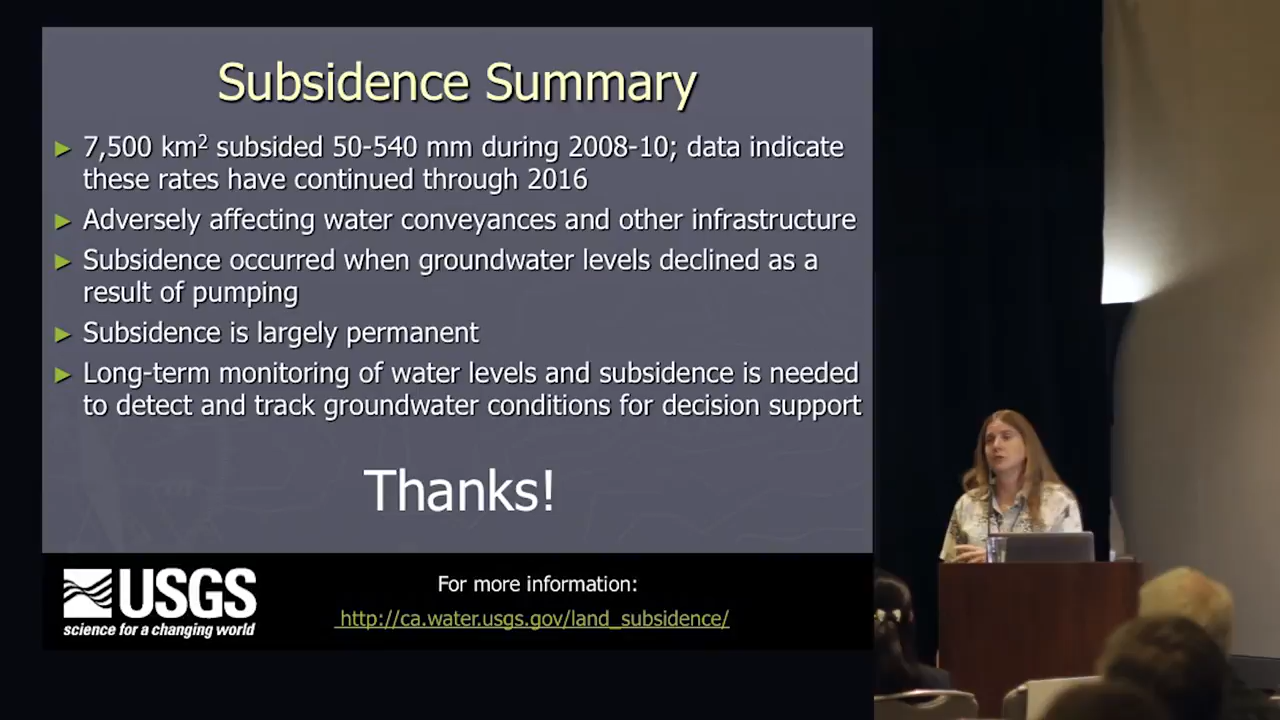 Subsidence Summary
► 7,500 km² subsided 50-540 mm during 2008-10; data indicate
these rates have continued through 2016
► Adversely affecting water conveyances and other infrastructure
► Subsidence occurred when groundwater levels declined as a
result of pumping
► Subsidence is largely permanent
► Long-term monitoring of water levels and subsidence is needed
to detect and track groundwater conditions for decision support
Thanks!
USGS
science for a changing world
For more information:
http://ca.water.usgs.gov/land_subsidence/